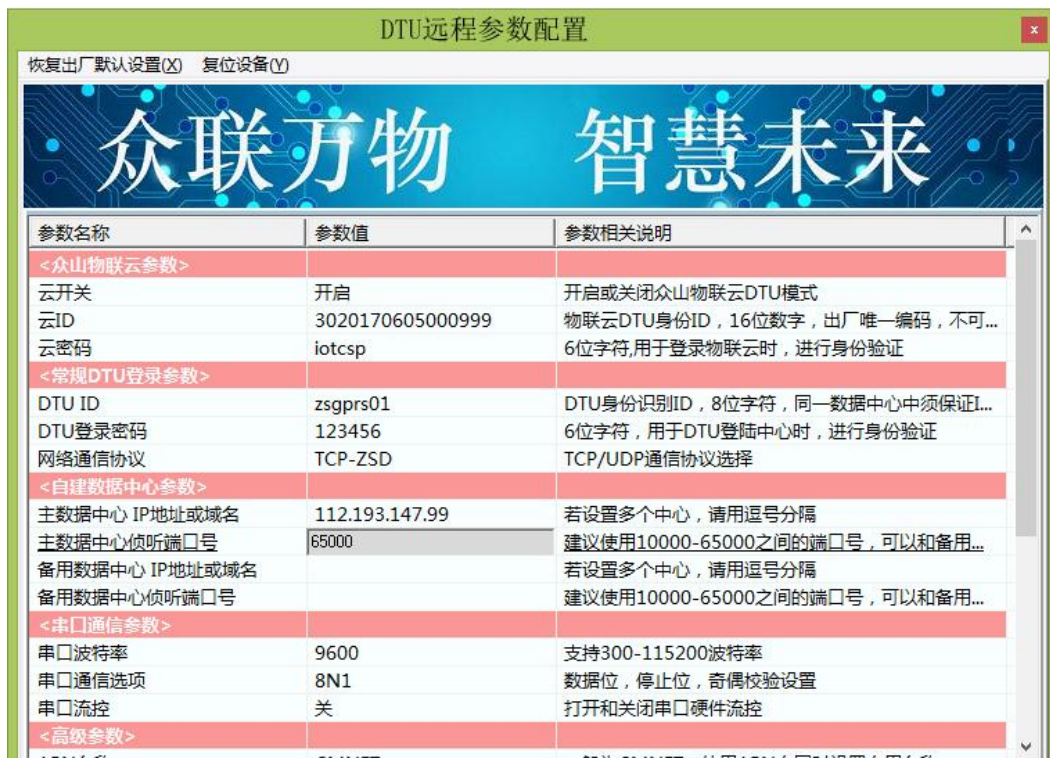 DTU远程参数配置
x
恢复出厂默认设置(X) 复位设备(Y)
众联万物 智慧未来
参数名称 参数值 参数相关说明
<众山物联云参数>
云开关 开启 开启或关闭众山物联云DTU模式
云ID 3020170605000999 物联云DTU身份ID，16位数字，出厂唯一编码，不可...
云密码 iotcsp 6位字符,用于登录物联云时，进行身份验证
<常规DTU登录参数>
DTU ID zsgprs01 DTU身份识别ID，8位字符，同一数据中心中须保证I...
DTU登录密码 123456 6位字符，用于DTU登陆中心时，进行身份验证
网络通信协议 TCP-ZSD TCP/UDP通信协议选择
<自建数据中心参数>
主数据中心 IP地址或域名 112.193.147.99 若设置多个中心，请用逗号分隔
主数据中心侦听端口号 65000 建议使用10000-65000之间的端口号，可以和备用...
备用数据中心 IP地址或域名 若设置多个中心，请用逗号分隔
备用数据中心侦听端口号 建议使用10000-65000之间的端口号，可以和备用...
<串口通信参数>
串口波特率 9600 支持300-115200波特率
串口通信选项 8N1 数据位，停止位，奇偶校验设置
串口流控 关 打开和关闭串口硬件流控
<高级参数>